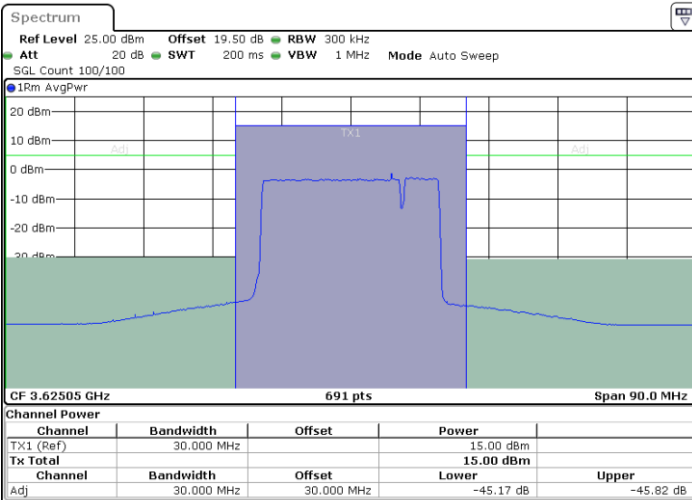 Spectrum
Ref Level 25.00 dBm Offset 19.50 dB RBW 300 kHz
Att 20 dB SWT 200 ms VBW 1 MHz Mode Auto Sweep
SGL Count 100/100
1Rm AvgPwr
20 dBm
TX1
10 dBm
Adj Adj
0 dBm
-10 dBm
-20 dBm
-30 dBm
CF 3.62505 GHz 691 pts Span 90.0 MHz
Channel Power
Channel Bandwidth Offset Power
TX1 (Ref) 30.000 MHz 15.00 dBm
Tx Total 15.00 dBm
Channel Bandwidth Offset Lower Upper
Adj 30.000 MHz 30.000 MHz -45.17 dB -45.82 dB